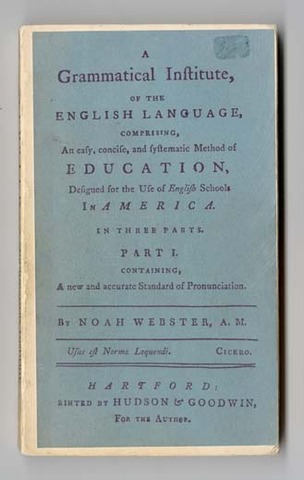 A
Grammatical Inſtitute,
OF THE
ENGLISH LANGUAGE,
COMPRISING,
An eaſy, conciſe, and ſyſtematic Method of
EDUCATION,
Deſigned for the Uſe of Engliſh Schools
IN AMERICA.
IN THREE PARTS.
PART I.
CONTAINING,
A new and accurate Standard of Pronunciation.
BY NOAH WEBSTER, A. M.
Uſus eſt Norma Loquendi. CICERO.
HARTFORD:
RINTED BY HUDSON & GOODWIN,
FOR THE AUTHOR.